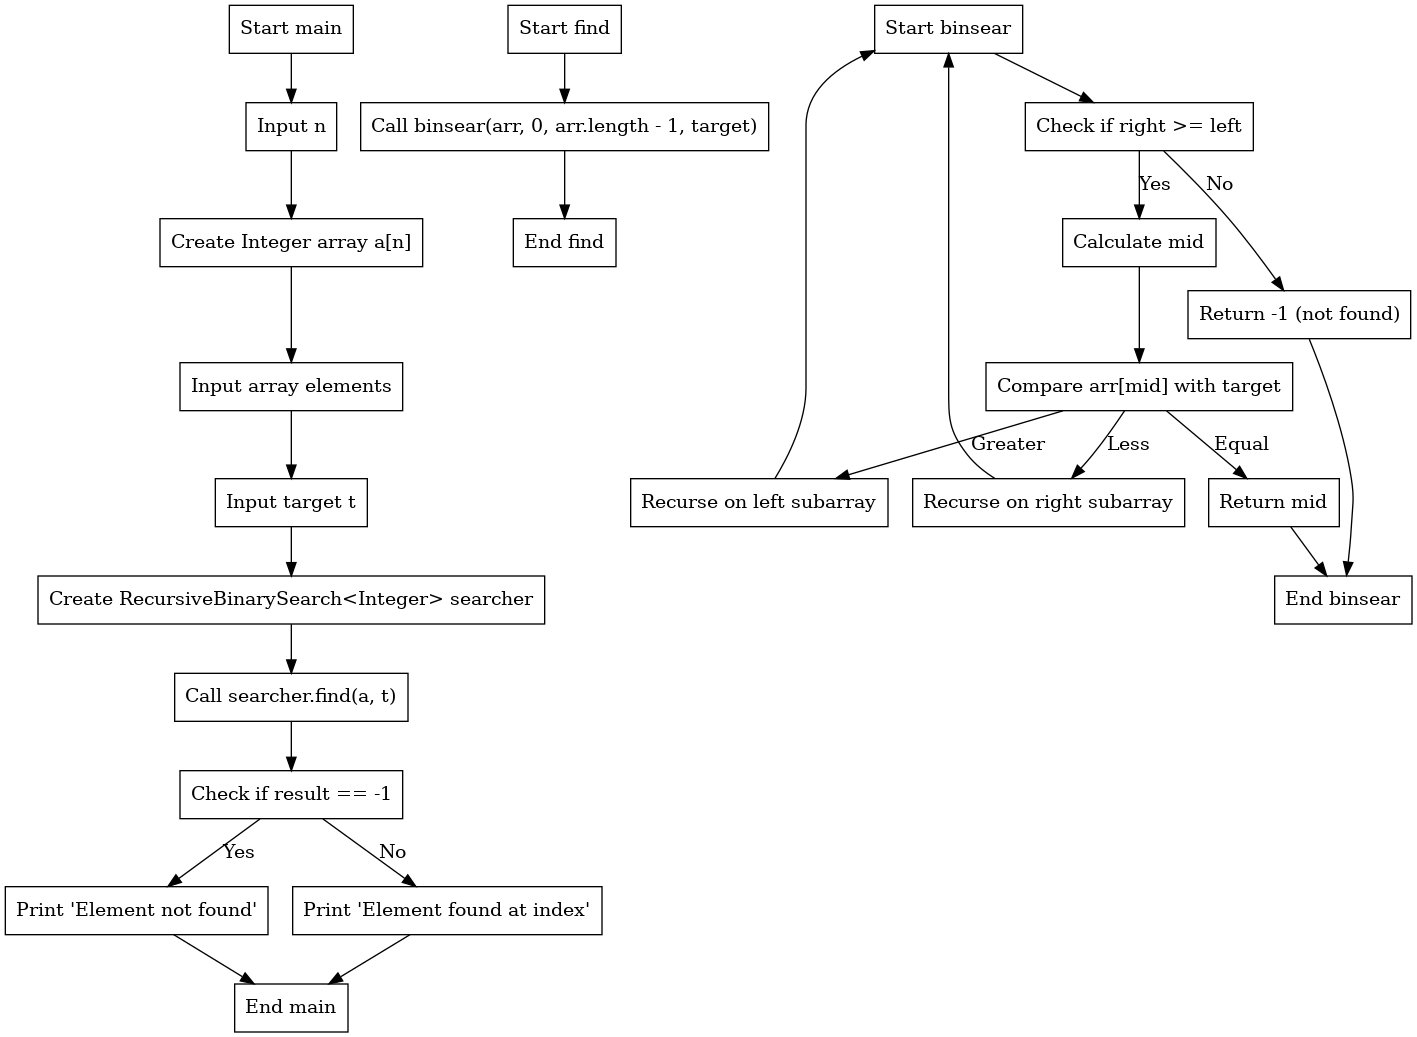 Start main
Input n
Create Integer array a[n]
Input array elements
Input target t
Create RecursiveBinarySearch<Integer> searcher
Call searcher.find(a, t)
Check if result == -1
Yes
No
Print 'Element not found'
Print 'Element found at index'
End main
Start find
Call binsear(arr, 0, arr.length - 1, target)
End find
Start binsear
Check if right >= left
Yes
No
Calculate mid
Return -1 (not found)
Compare arr[mid] with target
Greater
Less
Equal
Recurse on left subarray
Recurse on right subarray
Return mid
End binsear